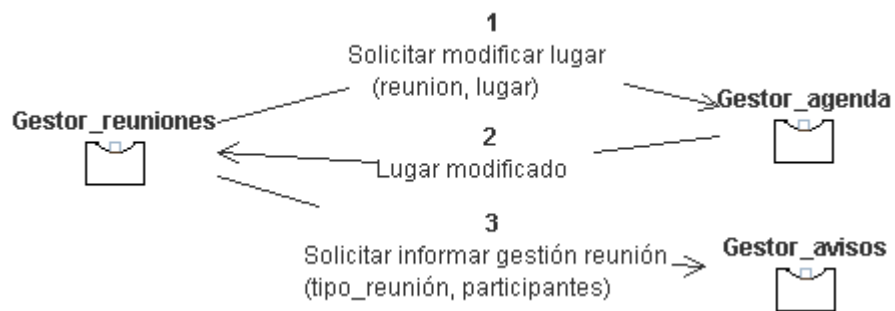 1
Solicitar modificar lugar
(reunion, lugar)
Gestor_agenda
Gestor_reuniones
2
Lugar modificado
3
Solicitar informar gestión reunión
(tipo_reunión, participantes)
Gestor_avisos